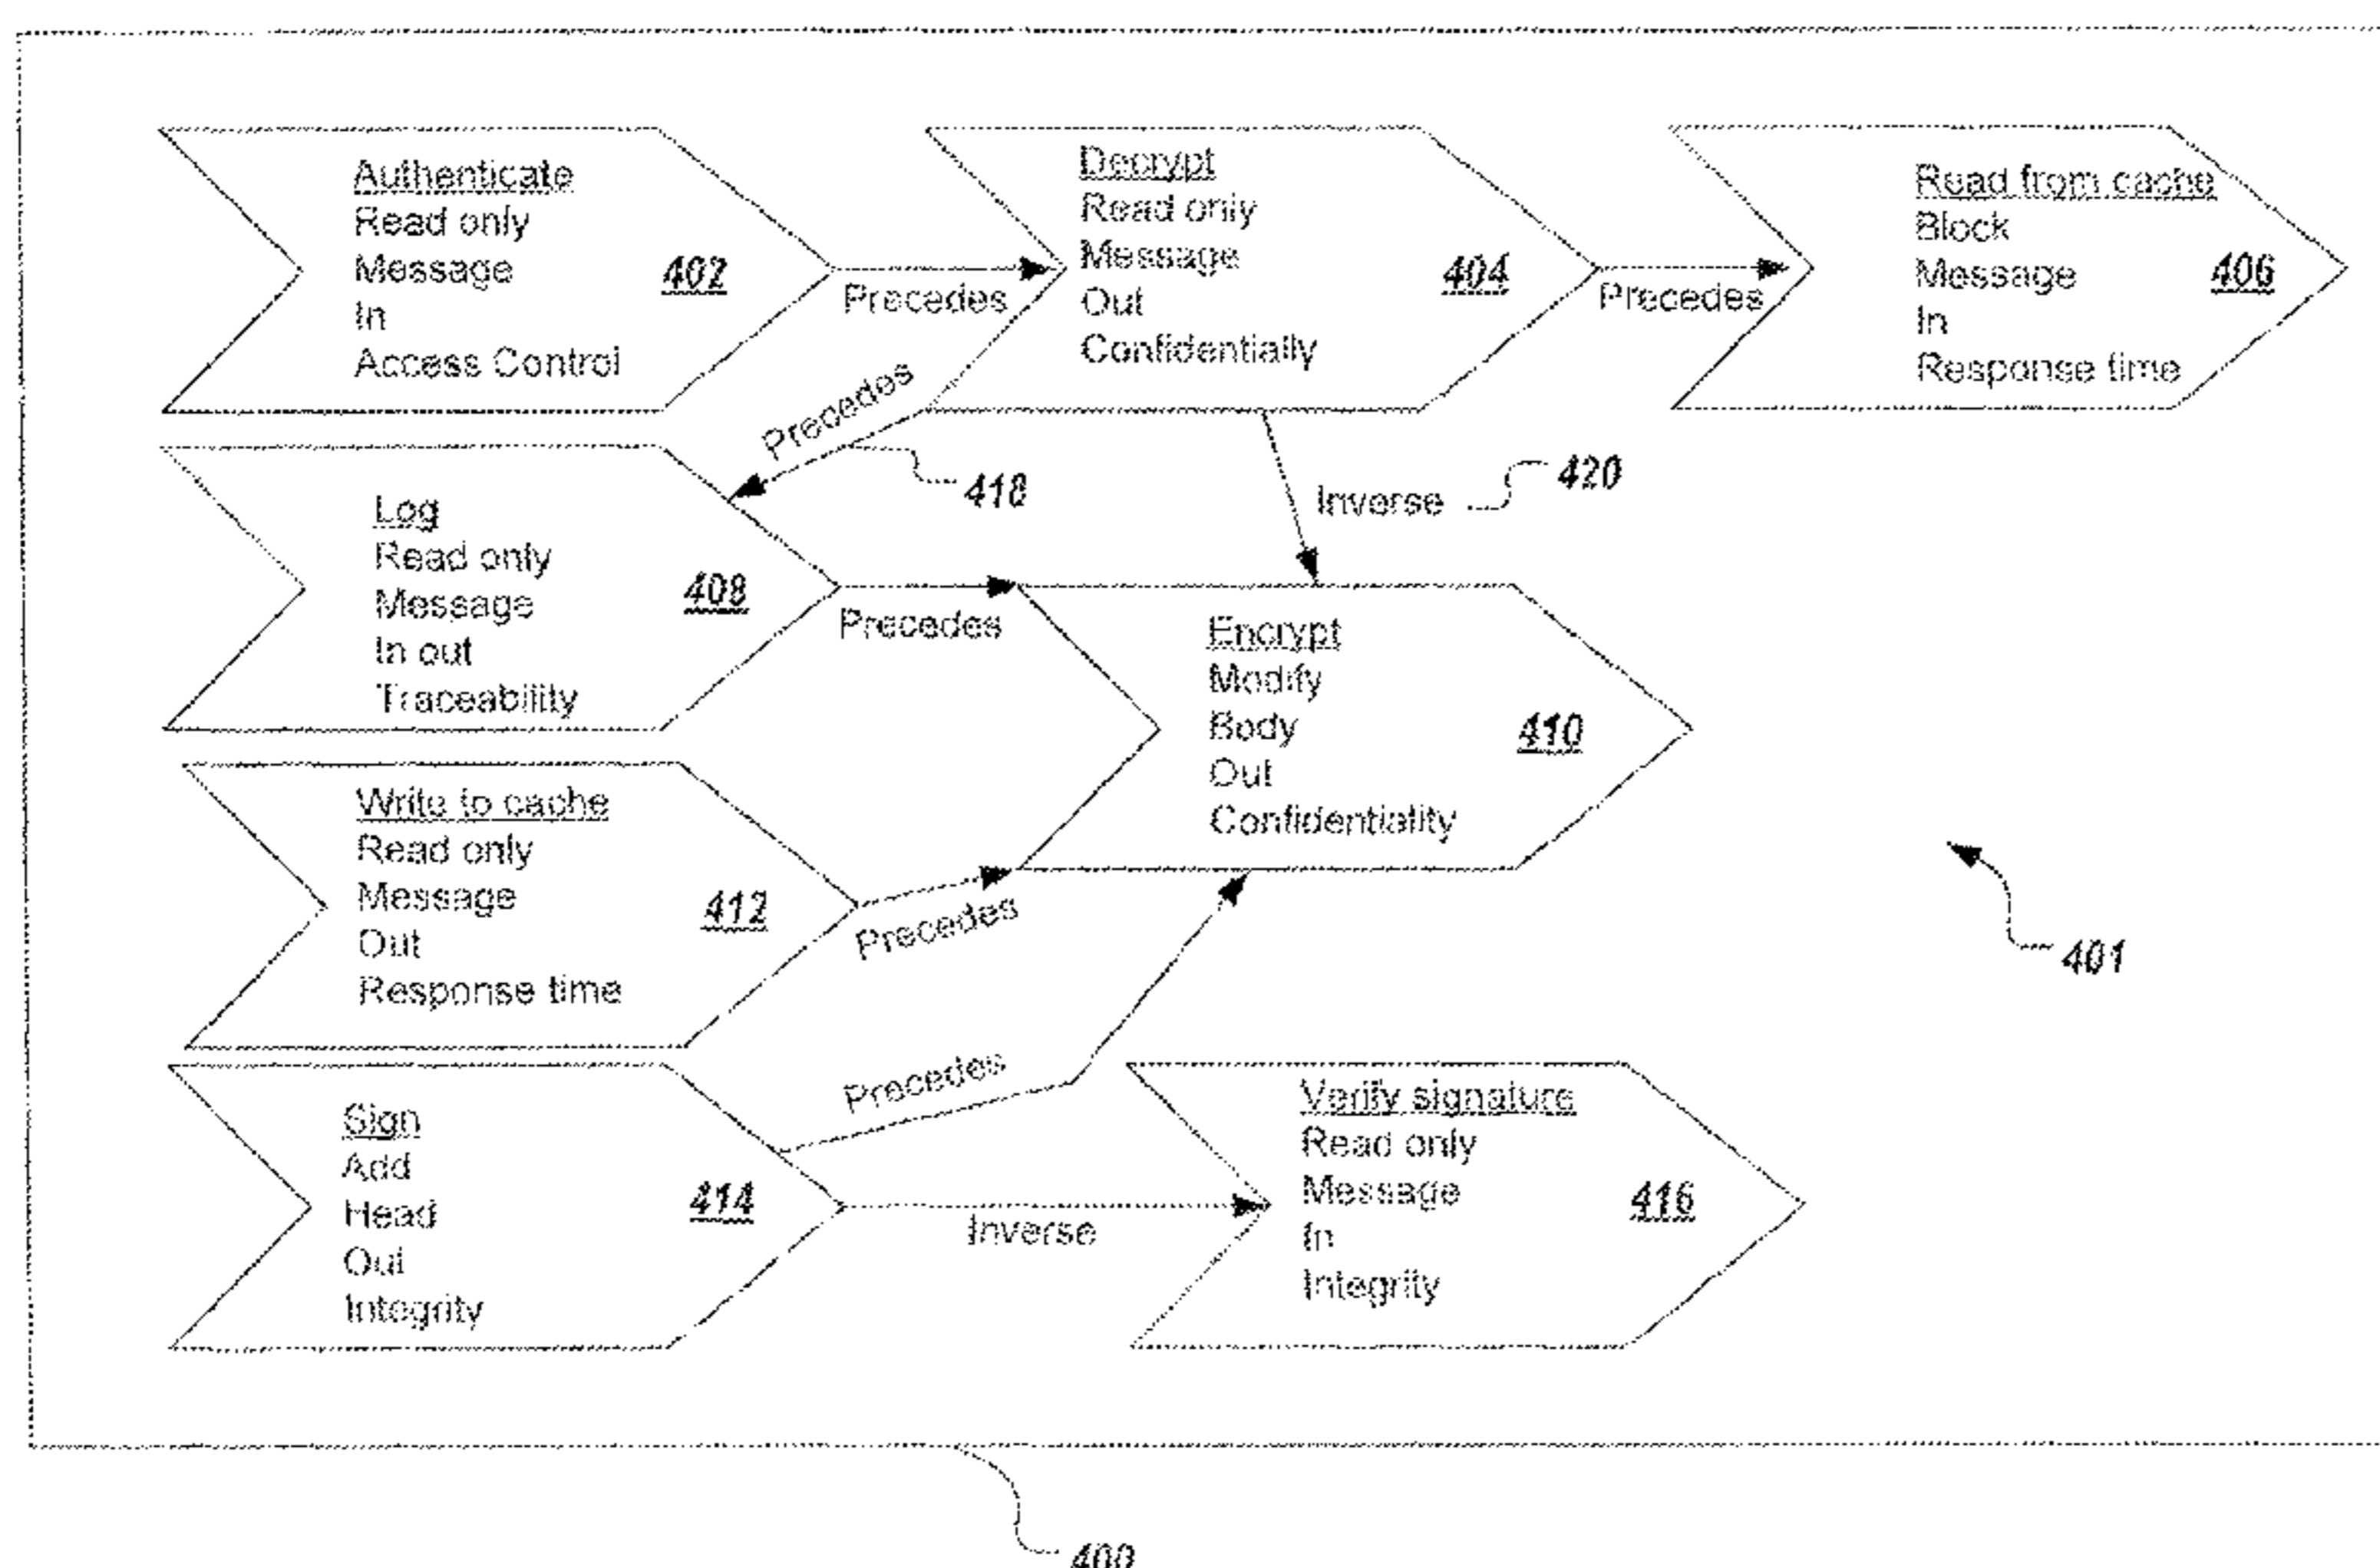 Authenticate
Read only
Message
In
Access Control
402
Precedes
Decrypt
Read only
Message
Out
Confidentially
404
Precedes
Read from cache
Block
Message
In
Response time
406
Precedes
418
Inverse
420
Log
Read only
Message
In out
Traceability
408
Precedes
Encrypt
Modify
Body
Out
Confidentiality
410
Write to cache
Read only
Message
Out
Response time
412
Precedes
401
Sign
Add
Head
Out
Integrity
414
Precedes
Inverse
Verify signature
Read only
Message
In
Integrity
416
400